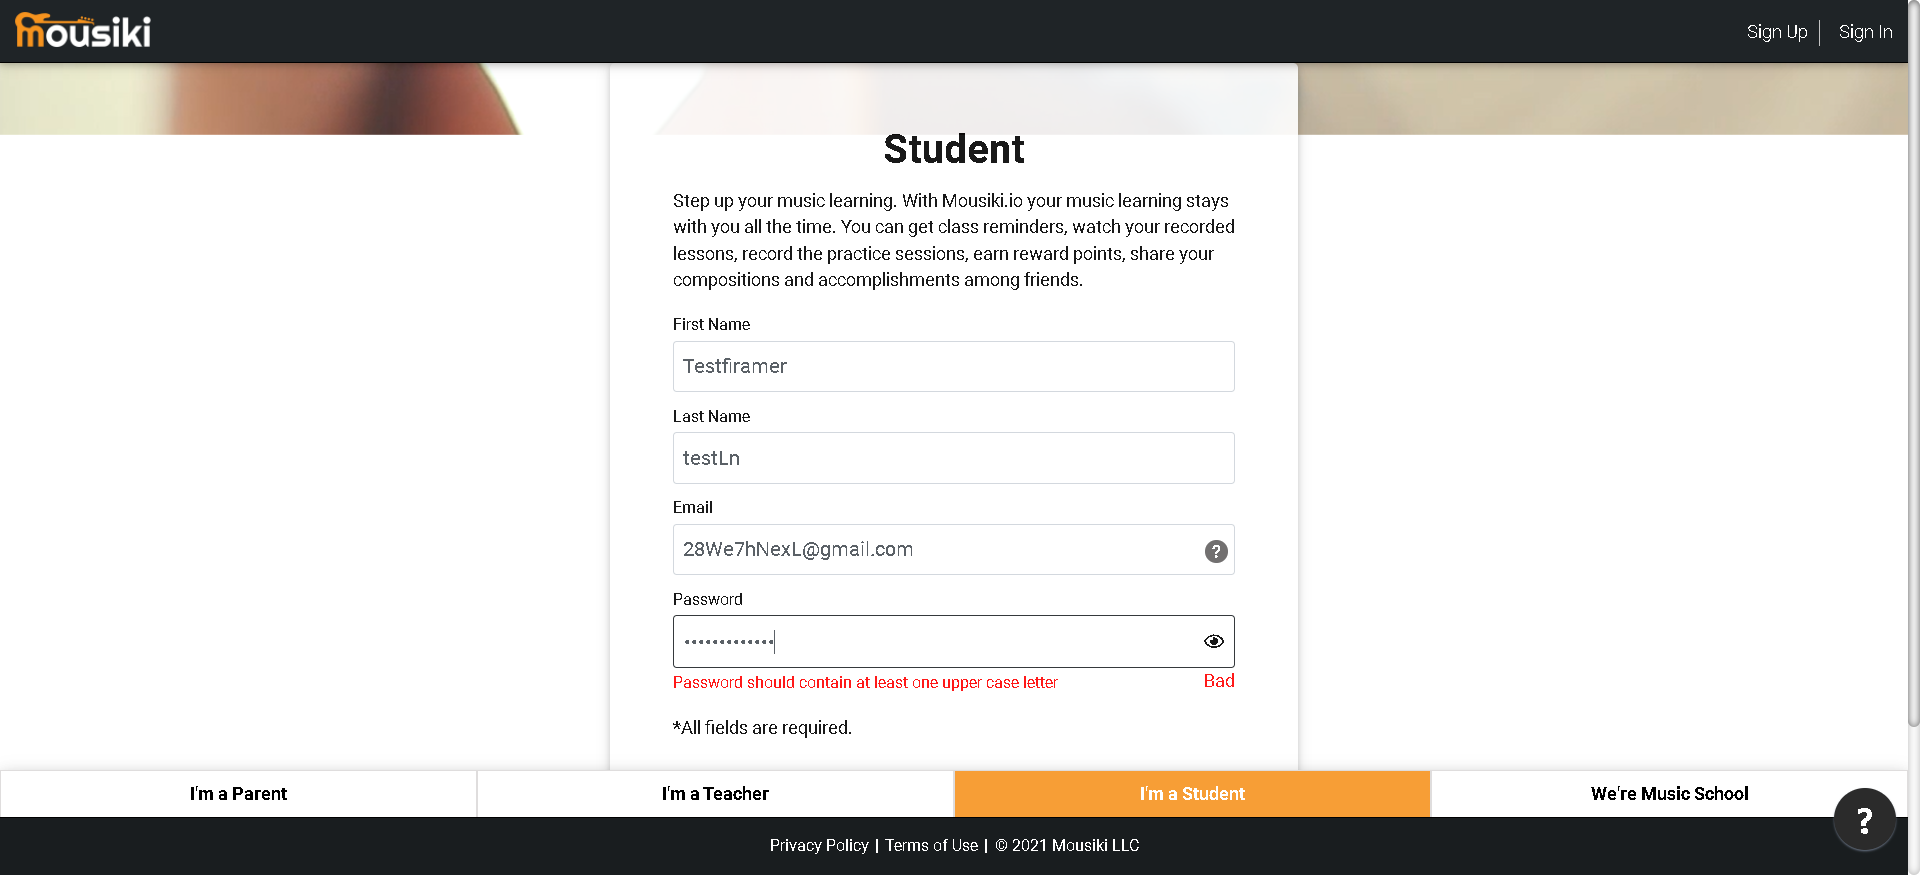 mousiki
Sign Up
Sign In
Student
Step up your music learning. With Mousiki.io your music learning stays
with you all the time. You can get class reminders, watch your recorded
lessons, record the practice sessions, earn reward points, share your
compositions and accomplishments among friends.
First Name
Testfiramer
Last Name
testLn
Email
28We7hNexL@gmail.com
?
Password
•••••••••••••
Password should contain at least one upper case letter
Bad
*All fields are required.
I'm a Parent
I'm a Teacher
I'm a Student
We're Music School
?
Privacy Policy | Terms of Use | © 2021 Mousiki LLC